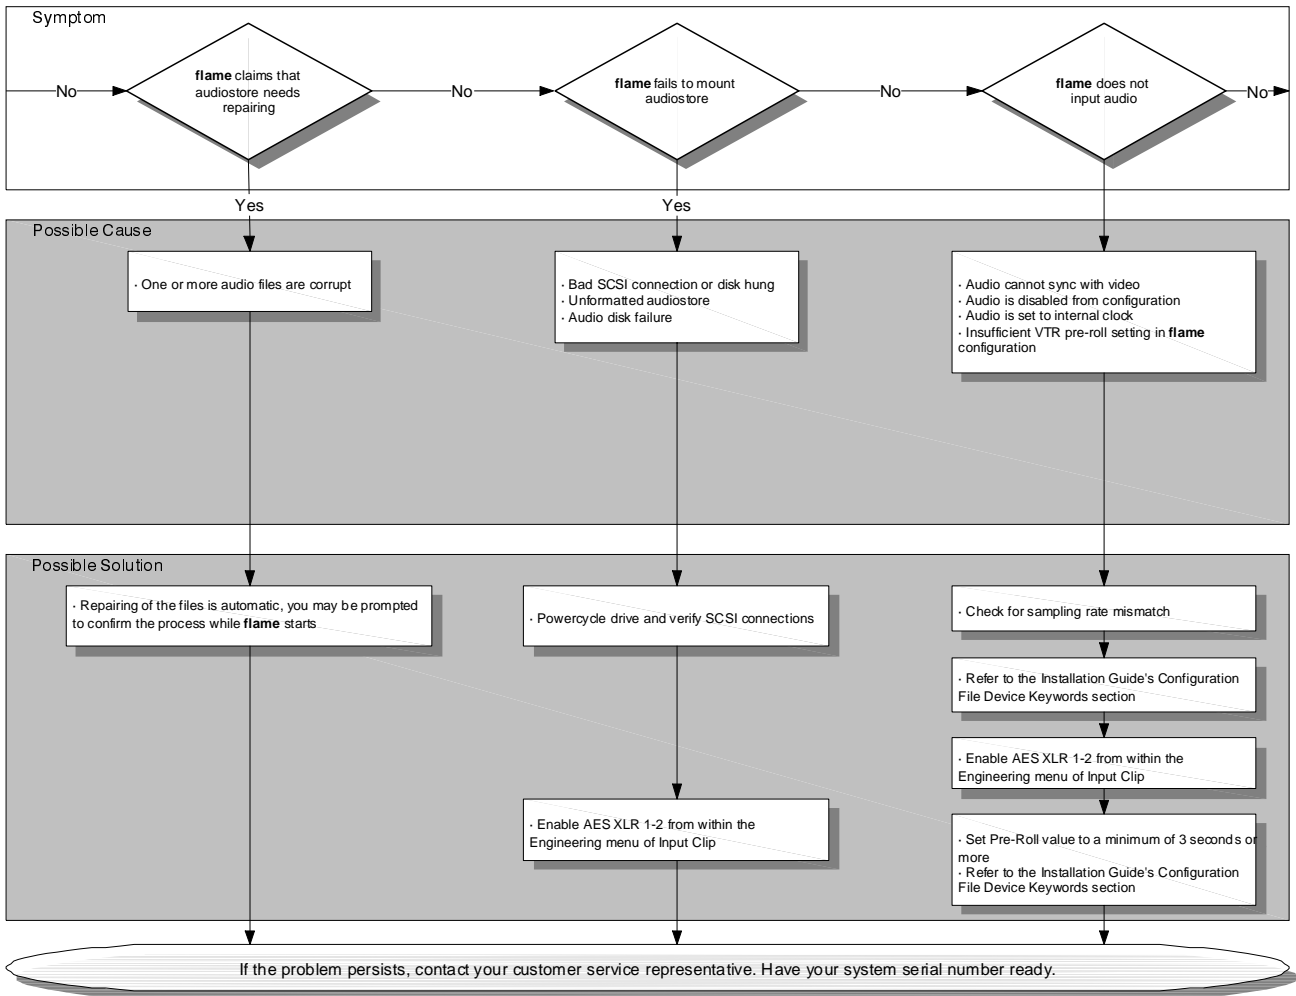 Symptom
No
flame claims that
audiostore needs
repairing
No
flame fails to mount
audiostore
No
flame does not
input audio
No
Yes
Yes
Possible Cause
· One or more audio files are corrupt
· Bad SCSI connection or disk hung
· Unformatted audiostore
· Audio disk failure
· Audio cannot sync with video
· Audio is disabled from configuration
· Audio is set to internal clock
· Insufficient VTR pre-roll setting in flame
configuration
Possible Solution
· Repairing of the files is automatic, you may be prompted
to confirm the process while flame starts
· Powercycle drive and verify SCSI connections
· Enable AES XLR 1-2 from within the
Engineering menu of Input Clip
· Check for sampling rate mismatch
· Refer to the Installation Guide's Configuration
File Device Keywords section
· Enable AES XLR 1-2 from within the
Engineering menu of Input Clip
· Set Pre-Roll value to a minimum of 3 seconds or
more
· Refer to the Installation Guide's Configuration
File Device Keywords section
If the problem persists, contact your customer service representative. Have your system serial number ready.